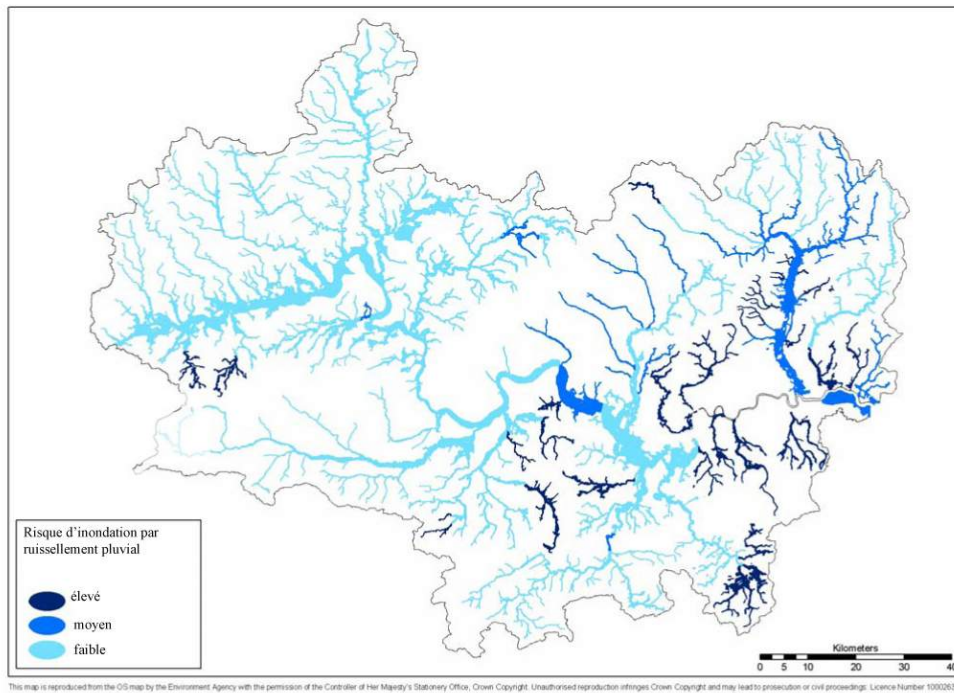 Risque d'inondation par
ruissellement pluvial
élevé
moyen
faible
Kilometers
0 5 10 20 30 40
This map is reproduced from the OS map by the Environment Agency with the permission of the Controller of Her Majesty's Stationery Office, Crown Copyright. Unauthorised reproduction infringes Crown Copyright and may lead to prosecution or civil proceedings. Licence Number 1000263